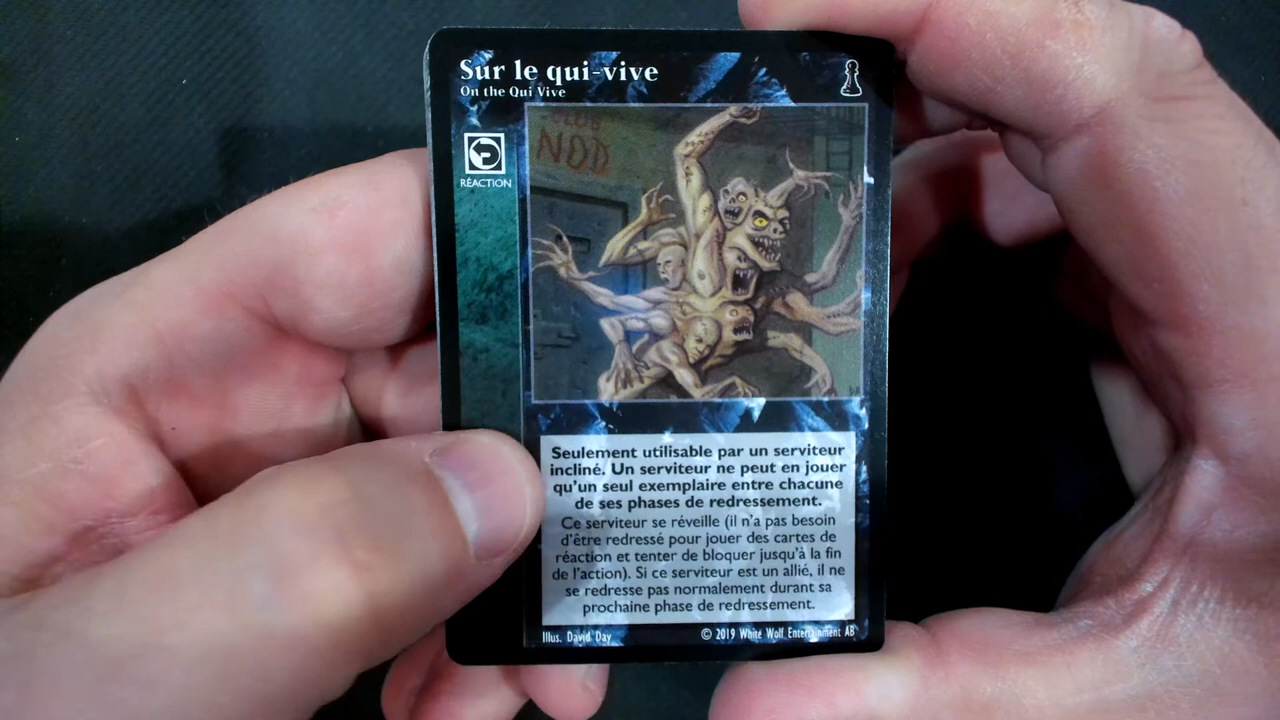 Sur le qui-vive
On the Qui Vive
RÉACTION
CLUB
NOD
Seulement utilisable par un serviteur
incliné. Un serviteur ne peut en jouer
qu'un seul exemplaire entre chacune
de ses phases de redressement.
Ce serviteur se réveille (il n'a pas besoin
d'être redressé pour jouer des cartes de
réaction et tenter de bloquer jusqu'à la fin
de l'action). Si ce serviteur est un allié, il ne
se redresse pas normalement durant sa
prochaine phase de redressement.
Illus. David Day
© 2019 White Wolf Entertainment AB